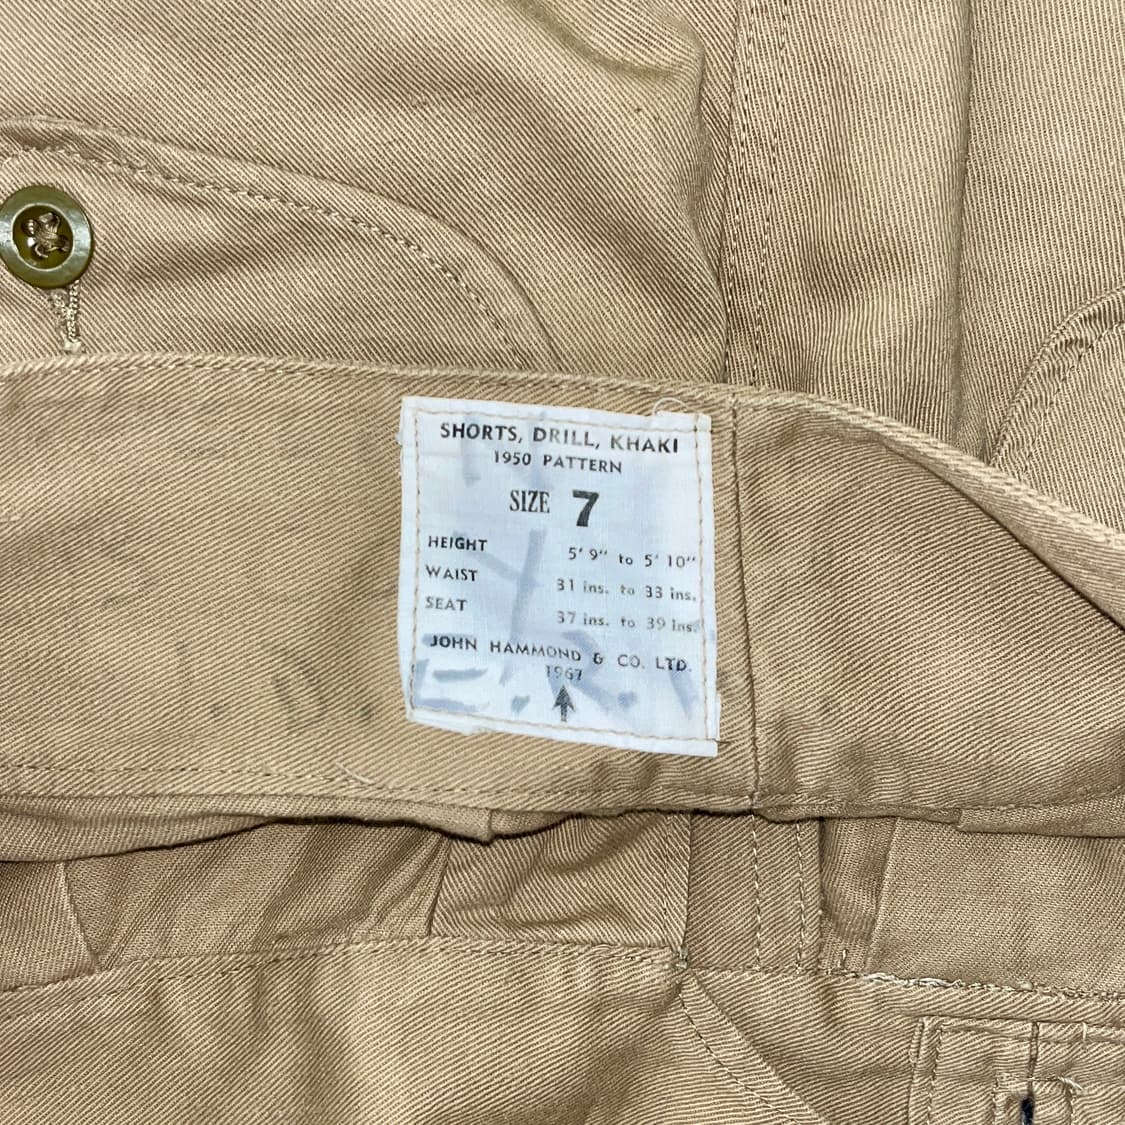 SHORTS, DRILL, KHAKI
1950 PATTERN
SIZE 7
HEIGHT 5' 9" to 5' 10"
WAIST 31 ins. to 33 ins.
SEAT 37 ins. to 39 ins.
JOHN HAMMOND & CO. LTD.
1967